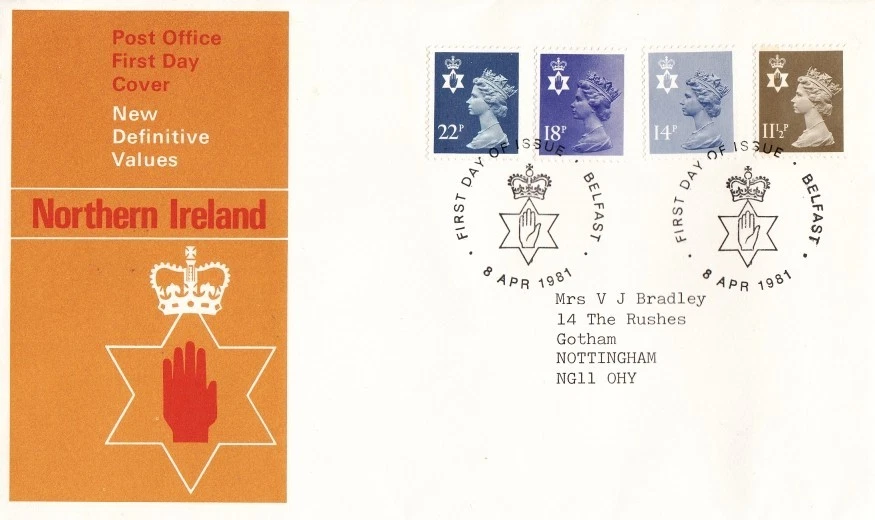 Post Office
First Day
Cover
New
Definitive
Values
Northern Ireland
22P
18P
14P
11½P
FIRST DAY OF ISSUE · BELFAST ·
8 APR 1981
FIRST DAY OF ISSUE · BELFAST ·
8 APR 1981
Mrs V J Bradley
14 The Rushes
Gotham
NOTTINGHAM
NG11 OHY